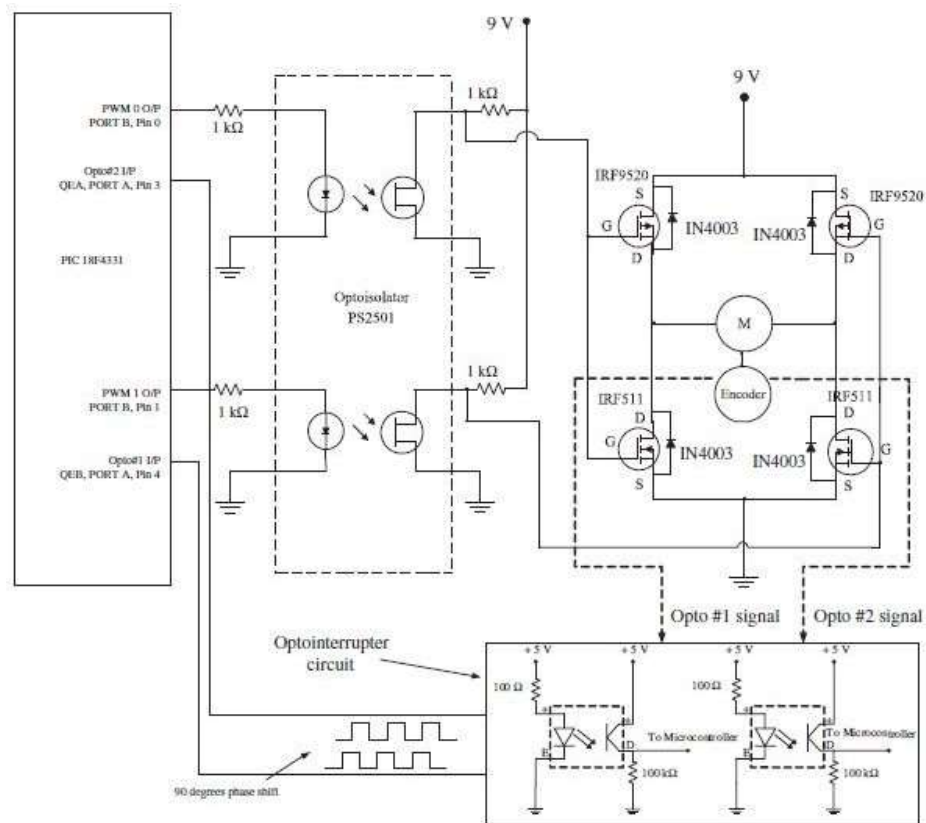 9 V
9 V
1 kΩ
PWM 0 O/P
PORT B, Pin 0
1 kΩ
Opto#2 I/P
QEA, PORT A, Pin 3
PIC 18F4331
Optoisolator
PS2501
IRF9520
S
G
D
IN4003
IRF9520
S
G
D
IN4003
M
Encoder
1 kΩ
PWM 1 O/P
PORT B, Pin 1
1 kΩ
Opto#1 I/P
QEB, PORT A, Pin 4
IRF511
D
G
S
IN4003
IRF511
D
G
S
IN4003
Opto #1 signal
Opto #2 signal
Optointerrupter
circuit
+5 V
+5 V
+5 V
+5 V
100 Ω
100 Ω
+
+
E
D
To Microcontroller
100 kΩ
+
+
E
D
To Microcontroller
100 kΩ
90 degrees phase shift